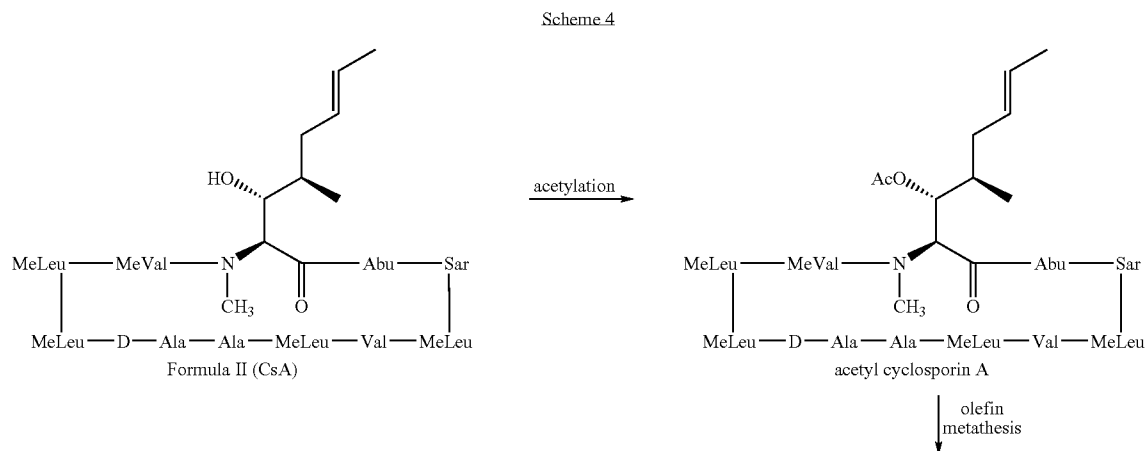 Scheme 4
HO
acetylation
AcO
MeLeu MeVal N Abu Sar
CH3 O
MeLeu D Ala Ala MeLeu Val MeLeu
Formula II (CsA)
MeLeu MeVal N Abu Sar
CH3 O
MeLeu D Ala Ala MeLeu Val MeLeu
acetyl cyclosporin A
olefin
metathesis